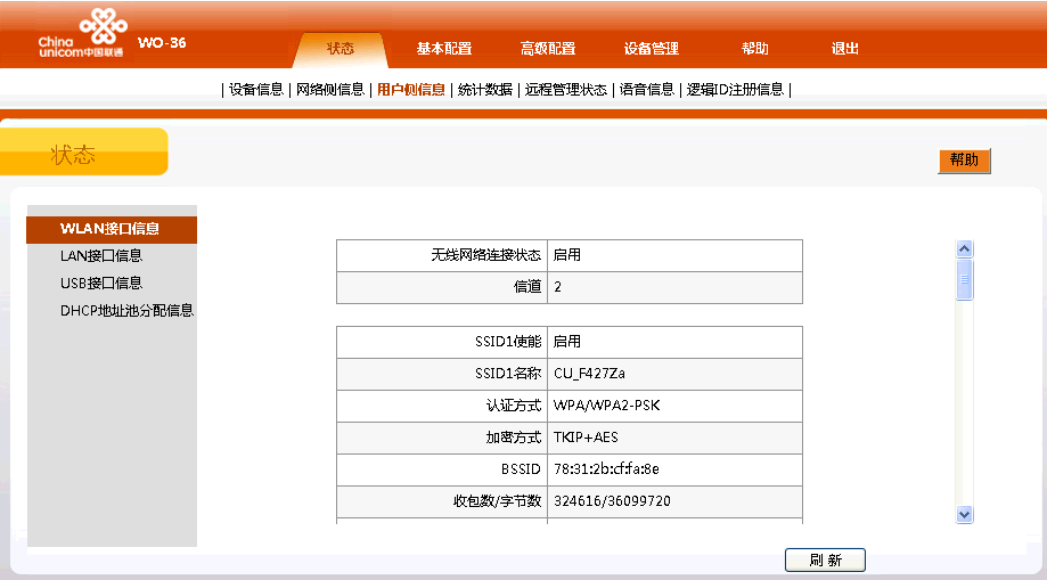 China
unicom中国联通
WO-36
状态 基本配置 高级配置 设备管理 帮助 退出
| 设备信息 | 网络侧信息 | 用户侧信息 | 统计数据 | 远程管理状态 | 语音信息 | 逻辑ID注册信息 |
状态
帮助
WLAN接口信息
LAN接口信息
USB接口信息
DHCP地址池分配信息
无线网络连接状态 启用
信道 2
SSID1使能 启用
SSID1名称 CU_F427Za
认证方式 WPA/WPA2-PSK
加密方式 TKIP+AES
BSSID 78:31:2b:cf:fa:8e
收包数/字节数 324616/36099720
刷 新